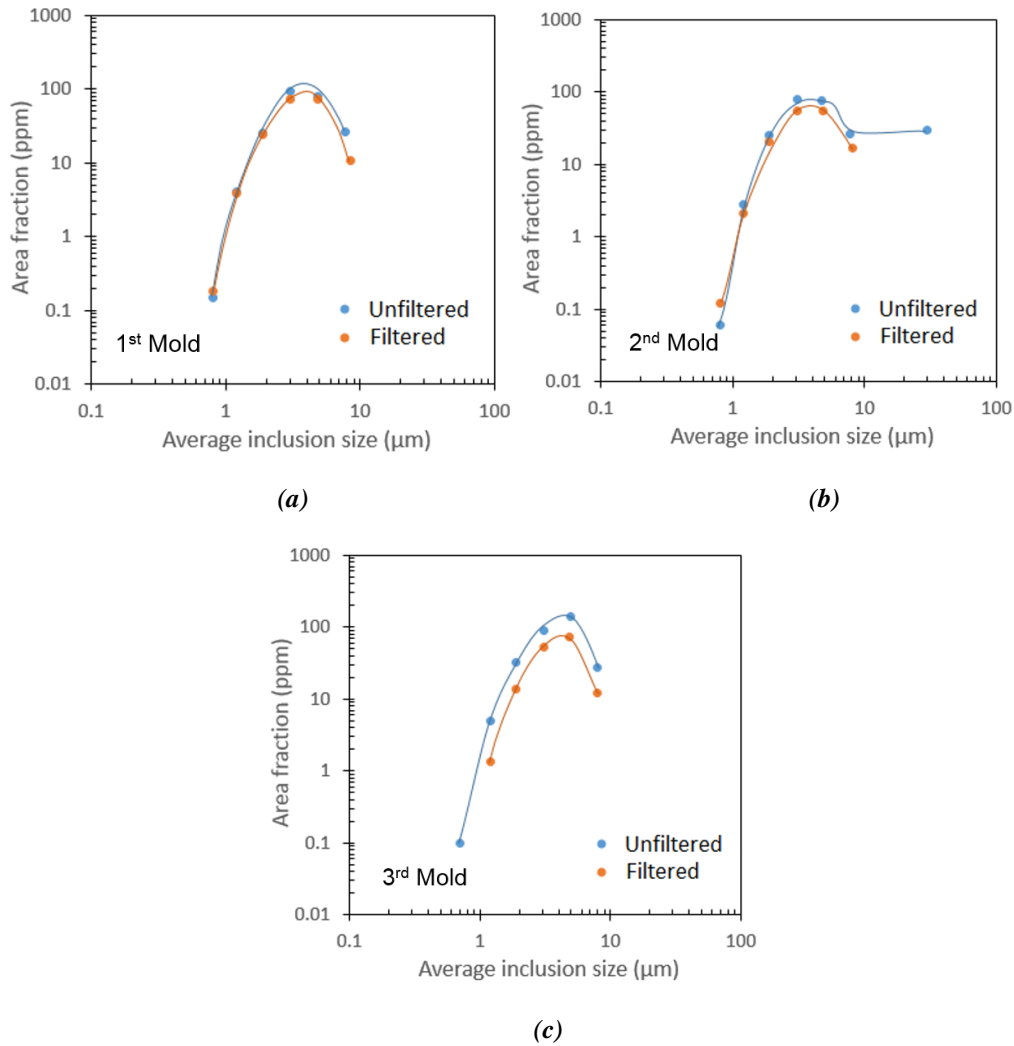 1000
100
10
1
0.1
0.01
Area fraction (ppm)
Unfiltered
Filtered
1st Mold
0.1 1 10 100
Average inclusion size (µm)
(a)
1000
100
10
1
0.1
0.01
Area fraction (ppm)
Unfiltered
Filtered
2nd Mold
0.1 1 10 100
Average inclusion size (µm)
(b)
1000
100
10
1
0.1
0.01
Area fraction (ppm)
Unfiltered
Filtered
3rd Mold
0.1 1 10 100
Average inclusion size (µm)
(c)